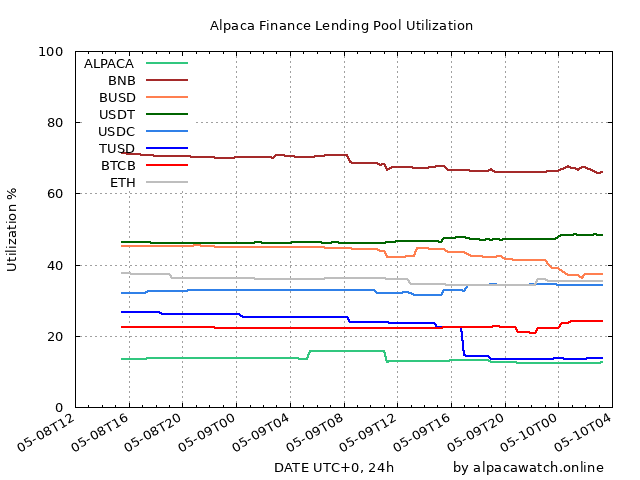 Alpaca Finance Lending Pool Utilization
100
80
60
40
20
0
Utilization %
ALPACA
BNB
BUSD
USDT
USDC
TUSD
BTCB
ETH
05-08T12
05-08T16
05-08T20
05-09T00
05-09T04
05-09T08
05-09T12
05-09T16
05-09T20
05-10T00
05-10T04
DATE UTC+0, 24h
by alpacawatch.online